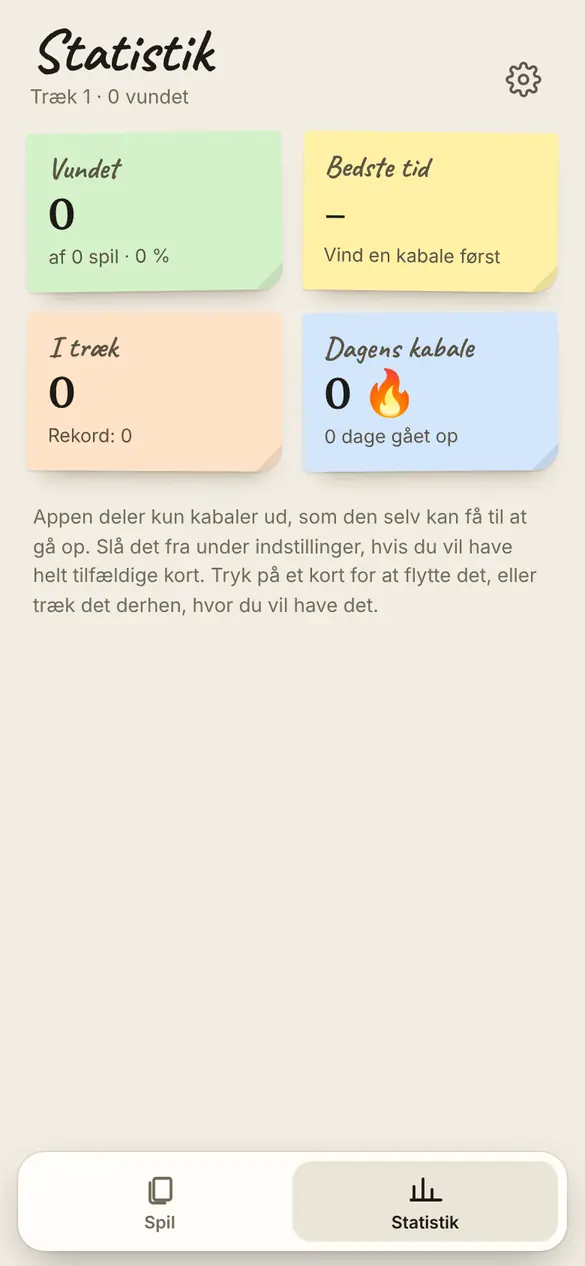 Statistik
Træk 1 · 0 vundet
Vundet
0
af 0 spil · 0 %
Bedste tid
–
Vind en kabale først
I træk
0
Rekord: 0
Dagens kabale
0 🔥
0 dage gået op
Appen deler kun kabaler ud, som den selv kan få til at
gå op. Slå det fra under indstillinger, hvis du vil have
helt tilfældige kort. Tryk på et kort for at flytte det, eller
træk det derhen, hvor du vil have det.
Spil
Statistik